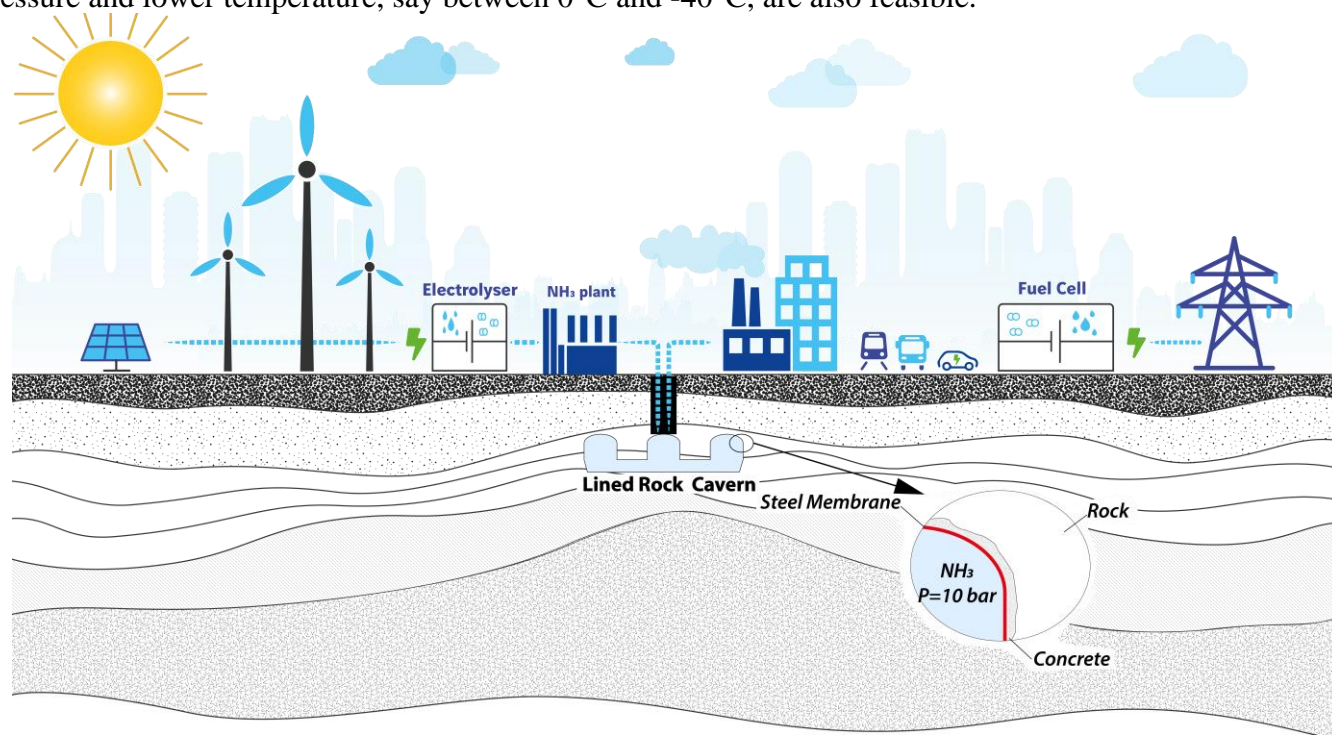 pressure and lower temperature, say between 0°C and -40°C, are also feasible.
Electrolyser
NH₃ plant
Fuel Cell
Lined Rock Cavern
Steel Membrane
Rock
NH₃
P=10 bar
Concrete